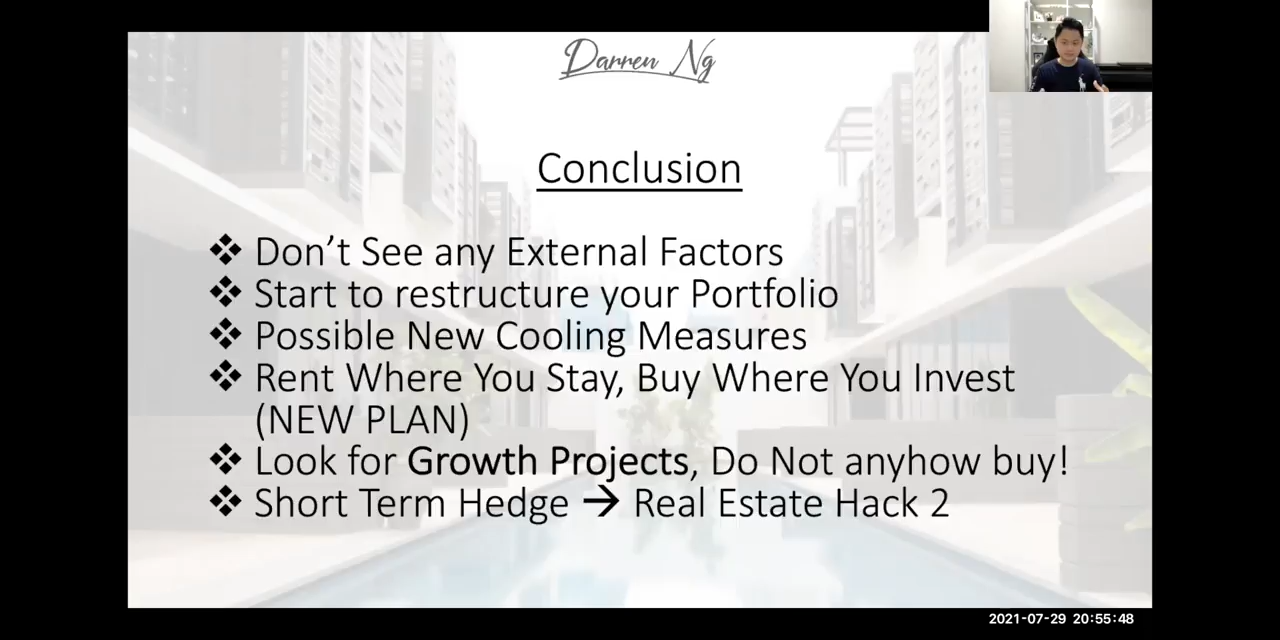 Darren Ng
Conclusion
❖ Don’t See any External Factors
❖ Start to restructure your Portfolio
❖ Possible New Cooling Measures
❖ Rent Where You Stay, Buy Where You Invest
(NEW PLAN)
❖ Look for Growth Projects, Do Not anyhow buy!
❖ Short Term Hedge → Real Estate Hack 2
2021-07-29 20:55:48